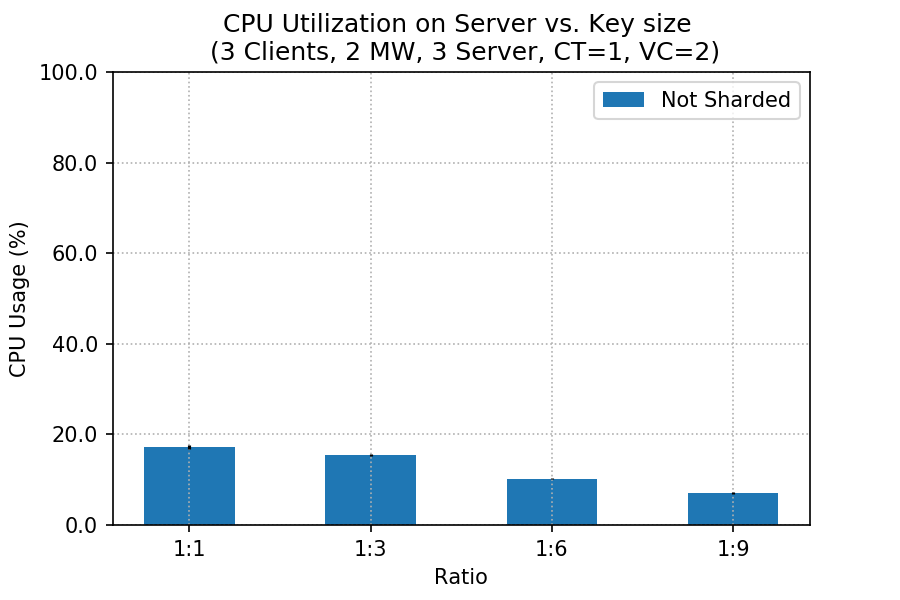 CPU Utilization on Server vs. Key size
(3 Clients, 2 MW, 3 Server, CT=1, VC=2)
100.0
80.0
60.0
40.0
20.0
0.0
CPU Usage (%)
Not Sharded
1:1
1:3
1:6
1:9
Ratio